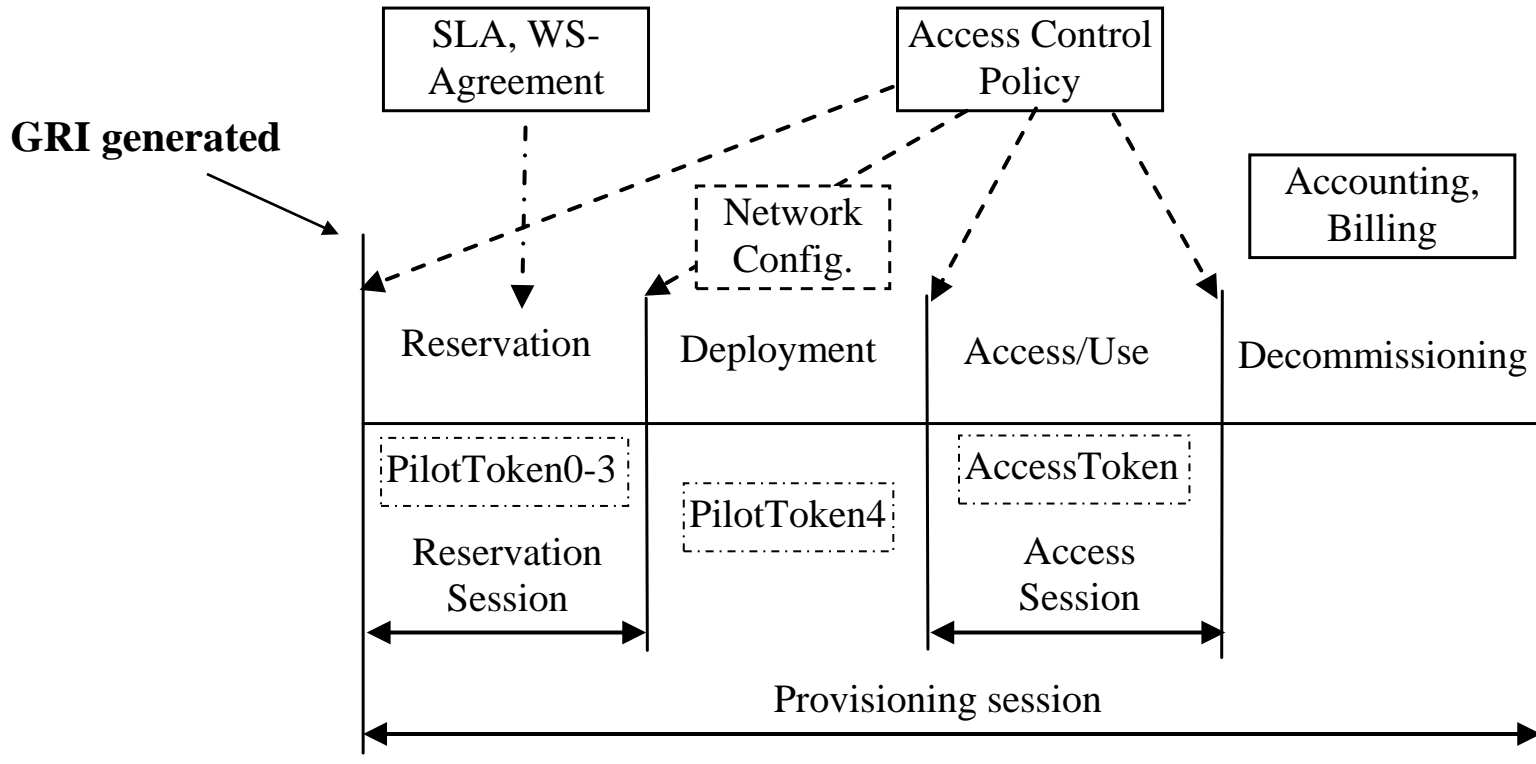 SLA, WS-
Agreement
Access Control
Policy
GRI generated
Accounting,
Billing
Network
Config.
Reservation
Deployment
Access/Use
Decommissioning
PilotToken0-3
PilotToken4
AccessToken
Reservation
Session
Access
Session
Provisioning session